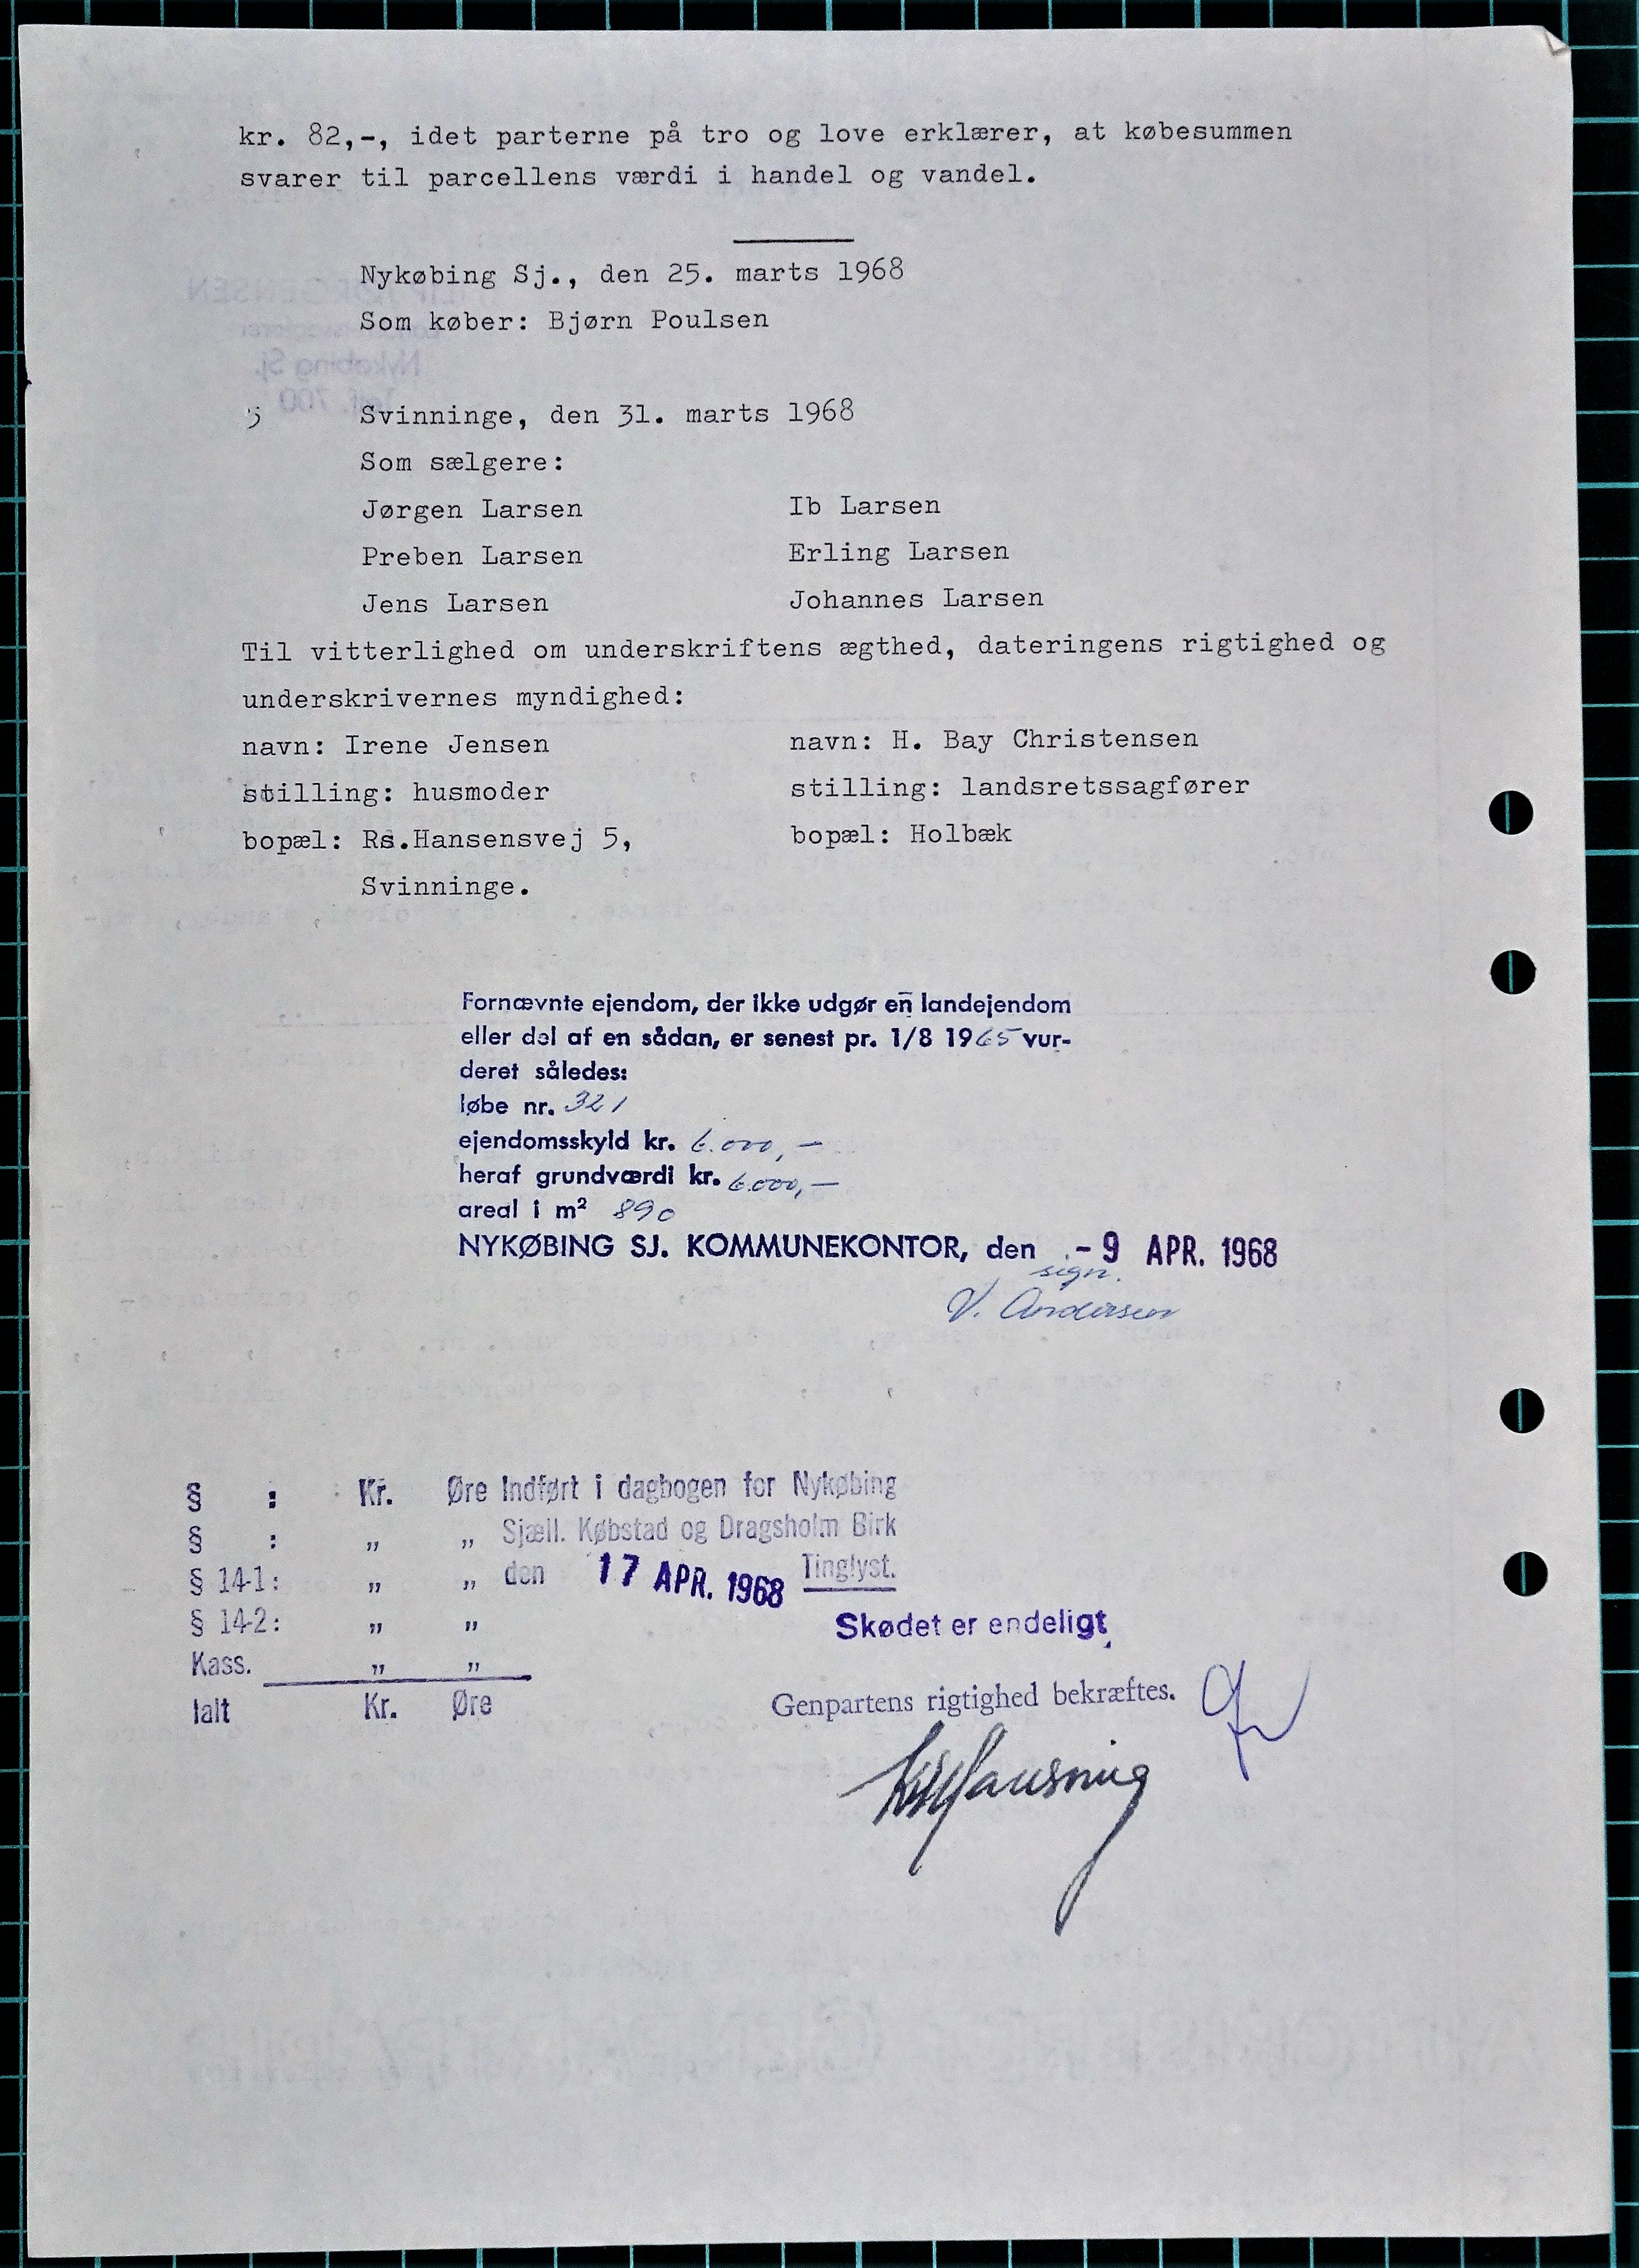 kr. 82,-, idet parterne på tro og love erklærer, at købesummen
svarer til parcellens værdi i handel og vandel.
Nykøbing Sj., den 25. marts 1968
Som køber: Bjørn Poulsen
Svinninge, den 31. marts 1968
Som sælgere:
Jørgen Larsen Ib Larsen
Preben Larsen Erling Larsen
Jens Larsen Johannes Larsen
Til vitterlighed om underskriftens ægthed, dateringens rigtighed og
underskrivernes myndighed:
navn: Irene Jensen navn: H. Bay Christensen
stilling: husmoder stilling: landsretssagfører
bopæl: Rs.Hansensvej 5, bopæl: Holbæk
Svinninge.
Fornævnte ejendom, der ikke udgør en landejendom
eller del af en sådan, er senest pr. 1/8 1965 vur-
deret således:
løbe nr. 321
ejendomsskyld kr. 6.000,-
heraf grundværdi kr. 6.000,-
areal i m² 890
NYKØBING SJ. KOMMUNEKONTOR, den - 9 APR. 1968
sign.
V. Andersen
§ : Kr. Øre Indført i dagbogen for Nykøbing
§ : „ „ Sjæll. Købstad og Dragsholm Birk
§ 14-1: „ „ den 17 APR. 1968 Tinglyst.
§ 14-2: „ „ Skødet er endeligt
Kass. „ „
Ialt Kr. Øre Genpartens rigtighed bekræftes.